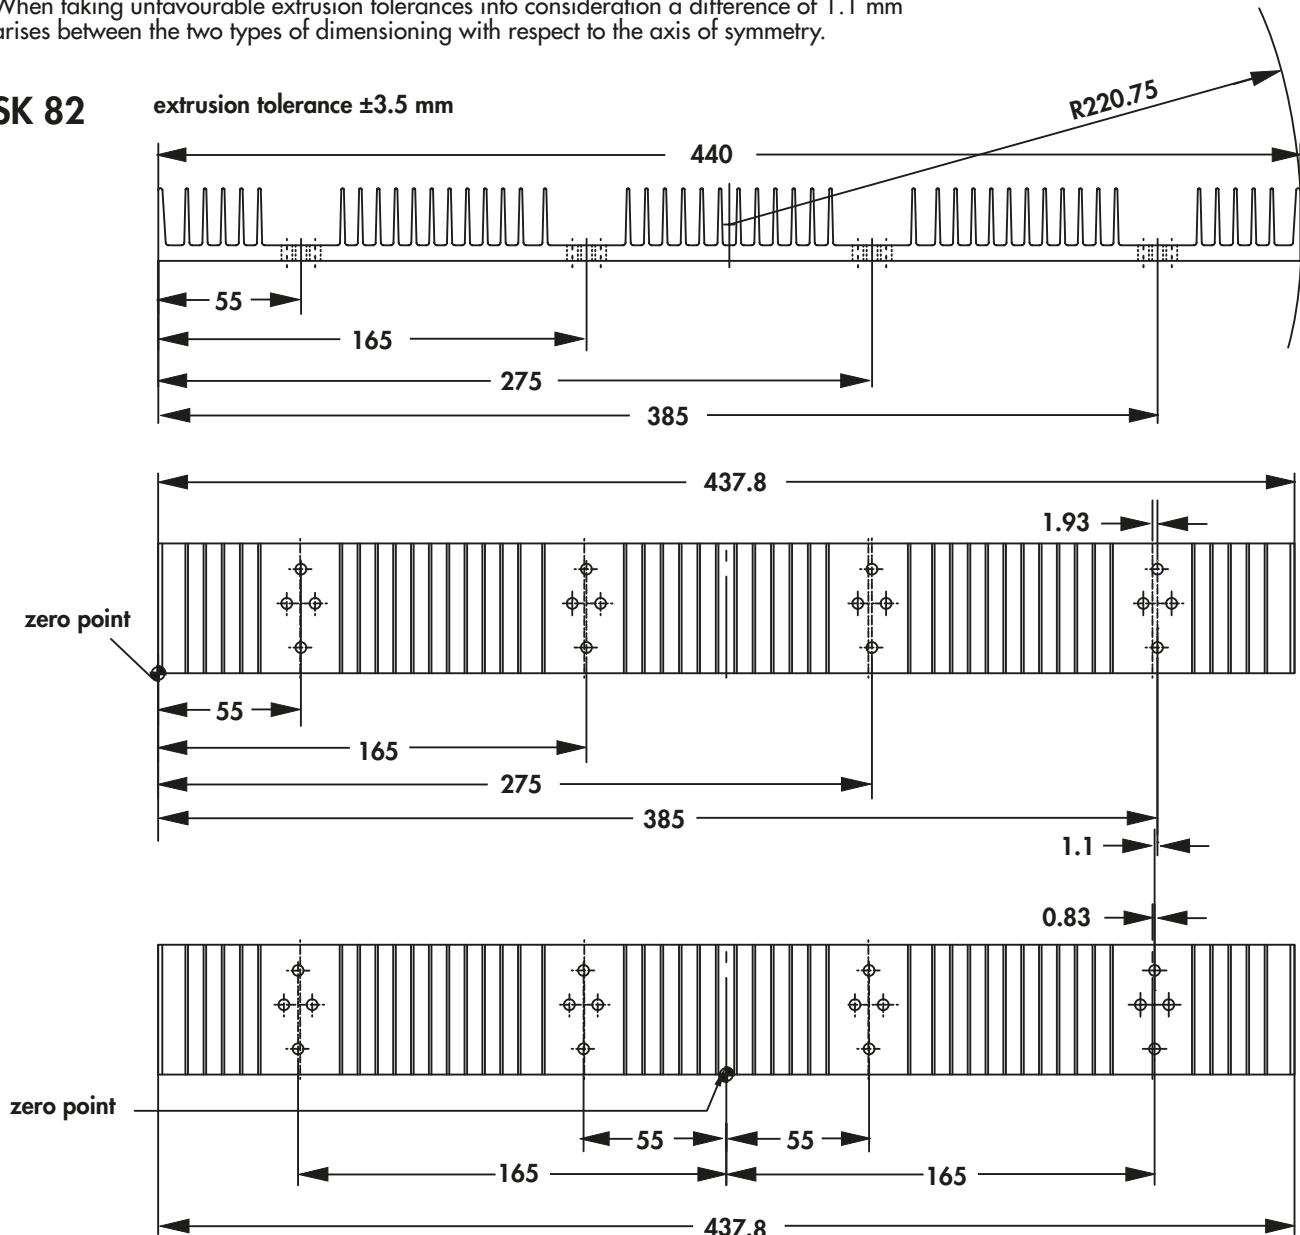 When taking unfavourable extrusion tolerances into consideration a difference of 1.1 mm
arises between the two types of dimensioning with respect to the axis of symmetry.
SK 82
extrusion tolerance ±3.5 mm
R220.75
440
55
165
275
385
437.8
1.93
zero point
55
165
275
385
1.1
0.83
zero point
55
55
165
165
437.8